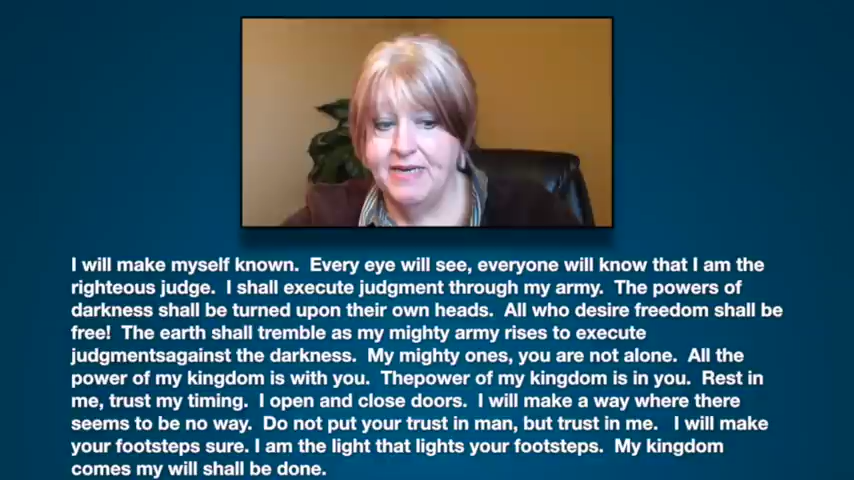 I will make myself known.  Every eye will see, everyone will know that I am the
righteous judge.  I shall execute judgment through my army.  The powers of
darkness shall be turned upon their own heads.  All who desire freedom shall be
free!  The earth shall tremble as my mighty army rises to execute
judgmentsagainst the darkness.  My mighty ones, you are not alone.  All the
power of my kingdom is with you.  Thepower of my kingdom is in you.  Rest in
me, trust my timing.  I open and close doors.  I will make a way where there
seems to be no way.  Do not put your trust in man, but trust in me.   I will make
your footsteps sure. I am the light that lights your footsteps.  My kingdom
comes my will shall be done.